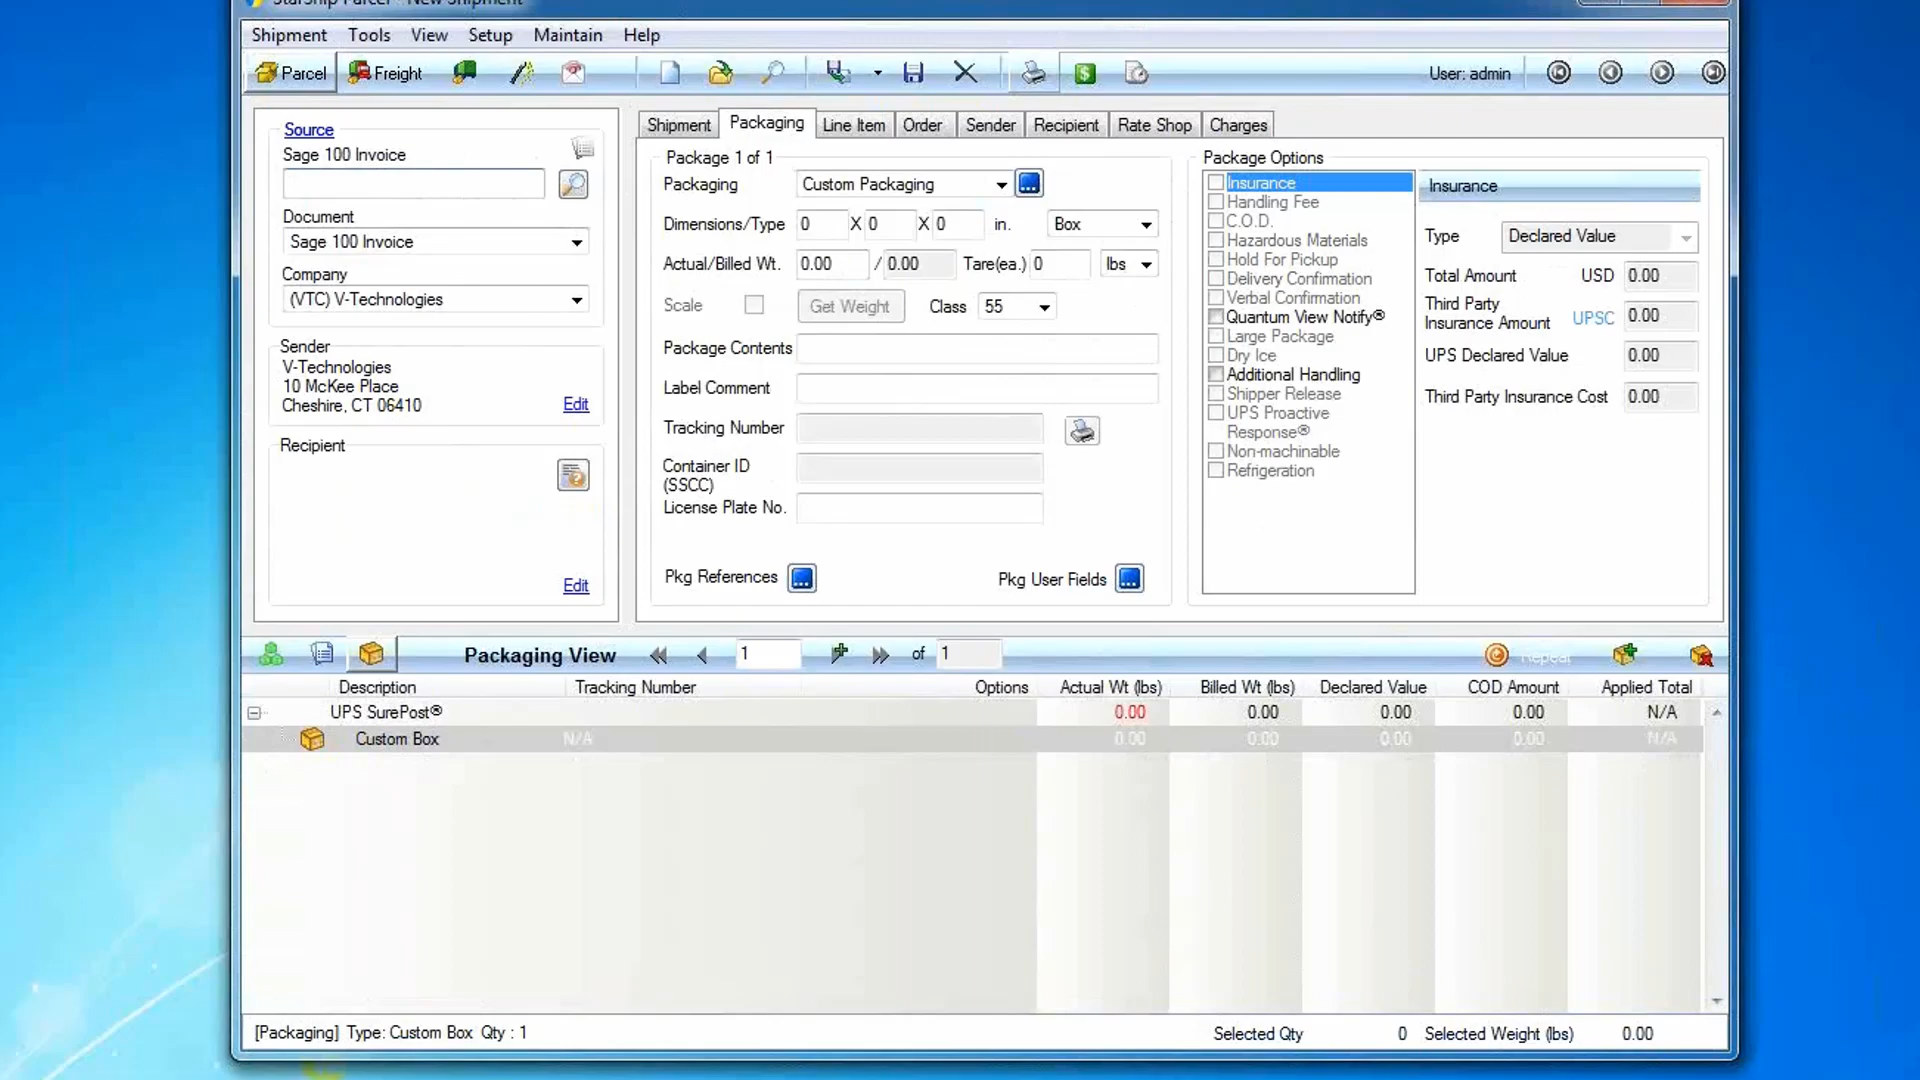 StarShip Parcel - New Shipment
Shipment Tools View Setup Maintain Help
Parcel Freight User: admin
Source
Sage 100 Invoice
Document
Sage 100 Invoice
Company
(VTC) V-Technologies
Sender
V-Technologies
10 McKee Place
Cheshire, CT 06410
Edit
Recipient
Edit
Shipment Packaging Line Item Order Sender Recipient Rate Shop Charges
Package 1 of 1
Packaging Custom Packaging
Dimensions/Type 0 X 0 X 0 in. Box
Actual/Billed Wt. 0.00 / 0.00 Tare(ea.) 0 lbs
Scale Get Weight Class 55
Package Contents
Label Comment
Tracking Number
Container ID
(SSCC)
License Plate No.
Pkg References Pkg User Fields
Package Options
Insurance
Handling Fee
C.O.D.
Hazardous Materials
Hold For Pickup
Delivery Confirmation
Verbal Confirmation
Quantum View Notify®
Large Package
Dry Ice
Additional Handling
Shipper Release
UPS Proactive
Response®
Non-machinable
Refrigeration
Insurance
Type Declared Value
Total Amount USD 0.00
Third Party
Insurance Amount UPSC 0.00
UPS Declared Value 0.00
Third Party Insurance Cost 0.00
Packaging View 1 of 1 Repeat
Description Tracking Number Options Actual Wt (lbs) Billed Wt (lbs) Declared Value COD Amount Applied Total
UPS SurePost® 0.00 0.00 0.00 0.00 N/A
Custom Box N/A 0.00 0.00 0.00 0.00 N/A
[Packaging] Type: Custom Box Qty : 1 Selected Qty 0 Selected Weight (lbs) 0.00